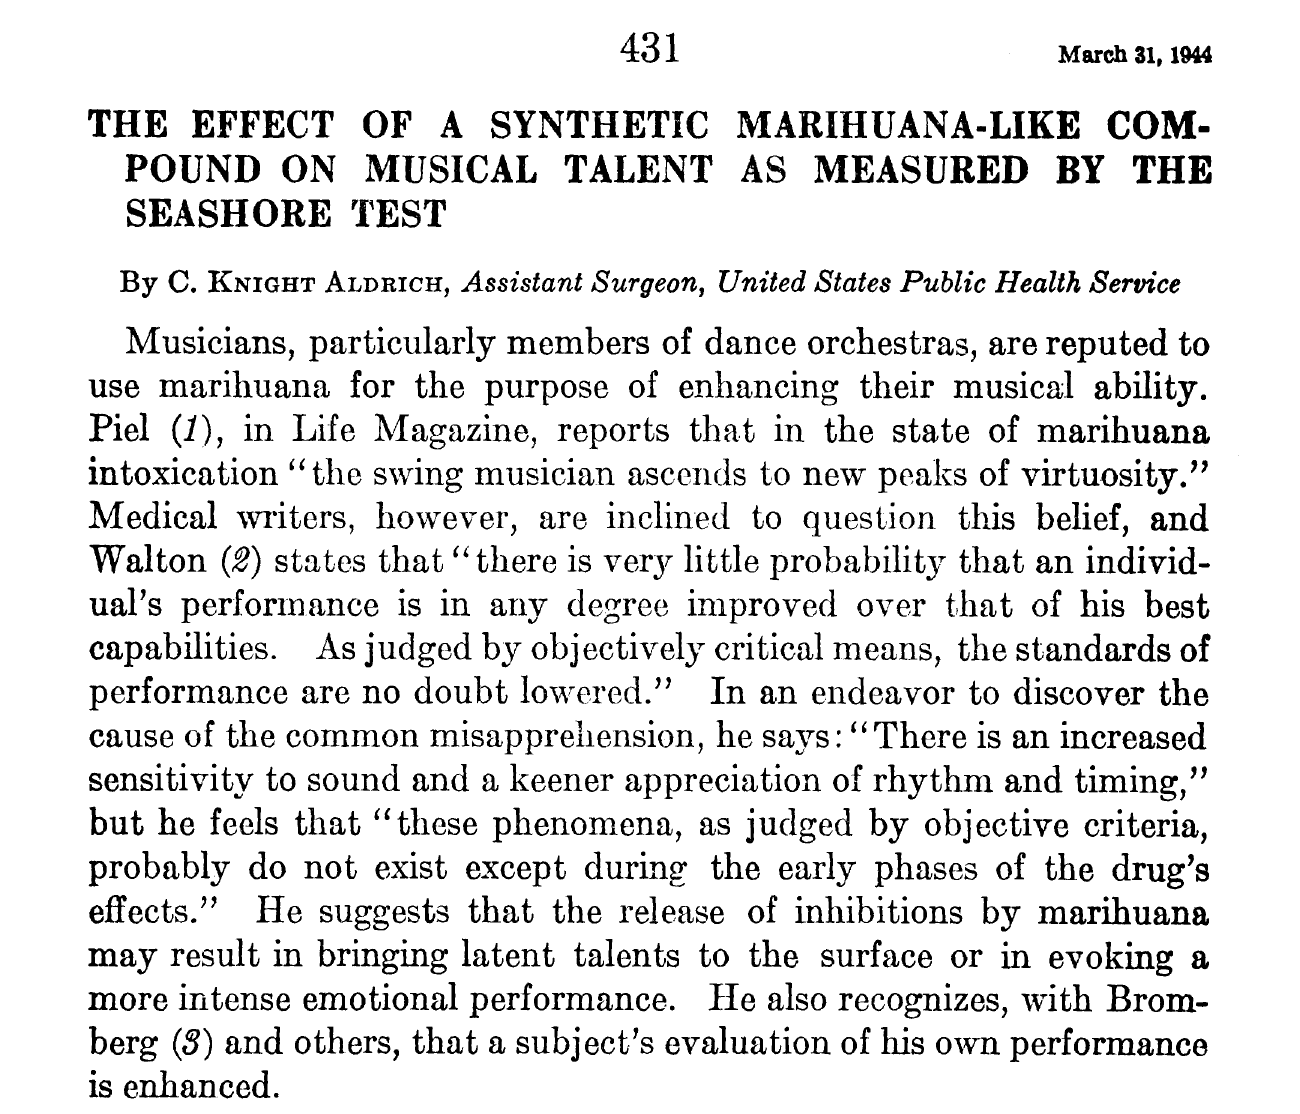 431
March 31, 1944
THE EFFECT OF A SYNTHETIC MARIHUANA-LIKE COM-
POUND ON MUSICAL TALENT AS MEASURED BY THE
SEASHORE TEST
By C. KNIGHT ALDRICH, Assistant Surgeon, United States Public Health Service
Musicians, particularly members of dance orchestras, are reputed to
use marihuana for the purpose of enhancing their musical ability.
Piel (1), in Life Magazine, reports that in the state of marihuana
intoxication “the swing musician ascends to new peaks of virtuosity.”
Medical writers, however, are inclined to question this belief, and
Walton (2) states that “there is very little probability that an individ-
ual’s performance is in any degree improved over that of his best
capabilities. As judged by objectively critical means, the standards of
performance are no doubt lowered.” In an endeavor to discover the
cause of the common misapprehension, he says: “There is an increased
sensitivity to sound and a keener appreciation of rhythm and timing,”
but he feels that “these phenomena, as judged by objective criteria,
probably do not exist except during the early phases of the drug’s
effects.” He suggests that the release of inhibitions by marihuana
may result in bringing latent talents to the surface or in evoking a
more intense emotional performance. He also recognizes, with Brom-
berg (3) and others, that a subject’s evaluation of his own performance
is enhanced.